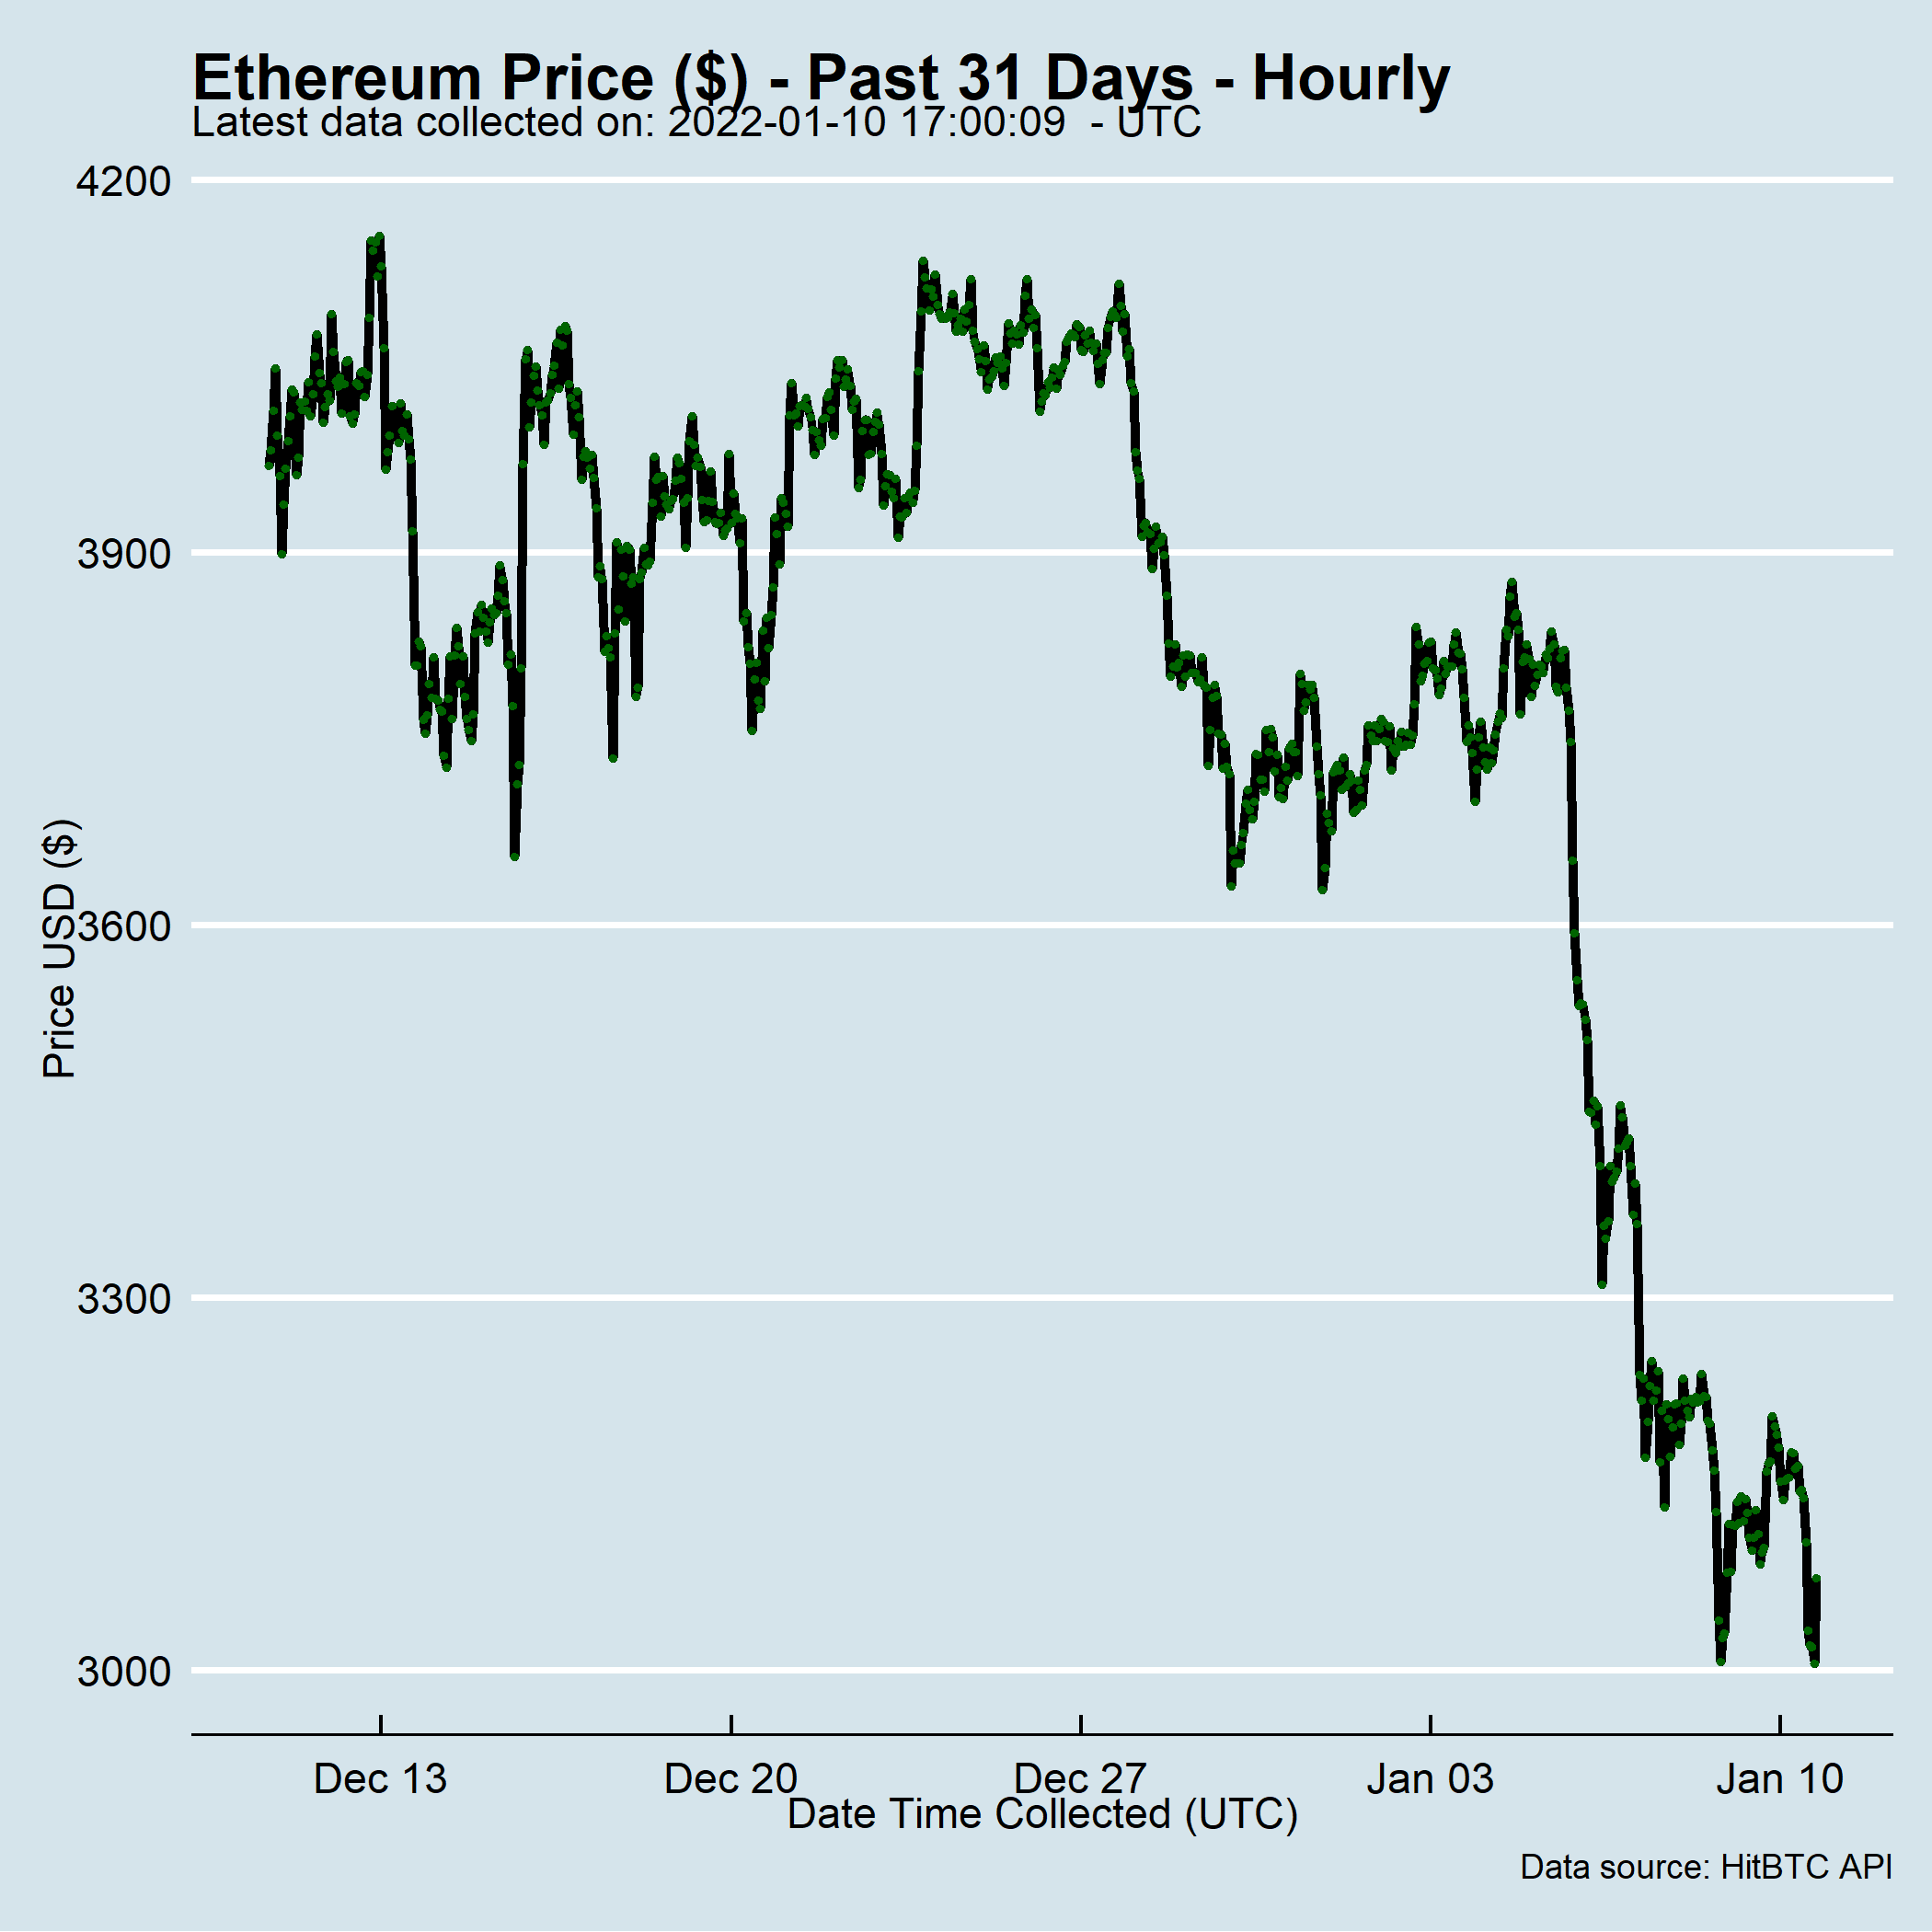 Ethereum Price ($) - Past 31 Days - Hourly
Latest data collected on: 2022-01-10 17:00:09  - UTC
4200
3900
3600
3300
3000
Price USD ($)
Dec 13
Dec 20
Dec 27
Jan 03
Jan 10
Date Time Collected (UTC)
Data source: HitBTC API